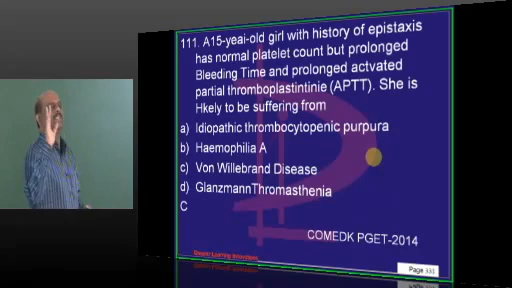 111. A15-yeai-old girl with history of epistaxis
has normal platelet count but prolonged
Bleeding Time and prolonged actvated
partial thromboplastintinie (APTT). She is
Hkely to be suffering from
a) Idiopathic thrombocytopenic purpura
b) Haemophilia A
c) Von Willebrand Disease
d) GlanzmannThromasthenia
C
COMEDK PGET-2014
Learning
Page 333